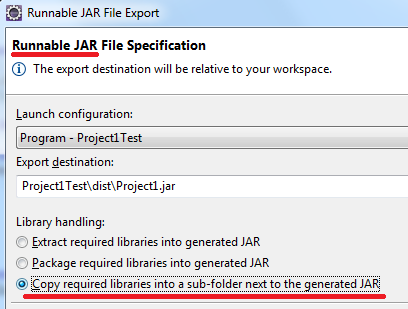 Runnable JAR File Export
Runnable JAR File Specification
The export destination will be relative to your workspace.
Launch configuration:
Program - Project1Test
Export destination:
Project1Test\dist\Project1.jar
Library handling:
Extract required libraries into generated JAR
Package required libraries into generated JAR
Copy required libraries into a sub-folder next to the generated JAR